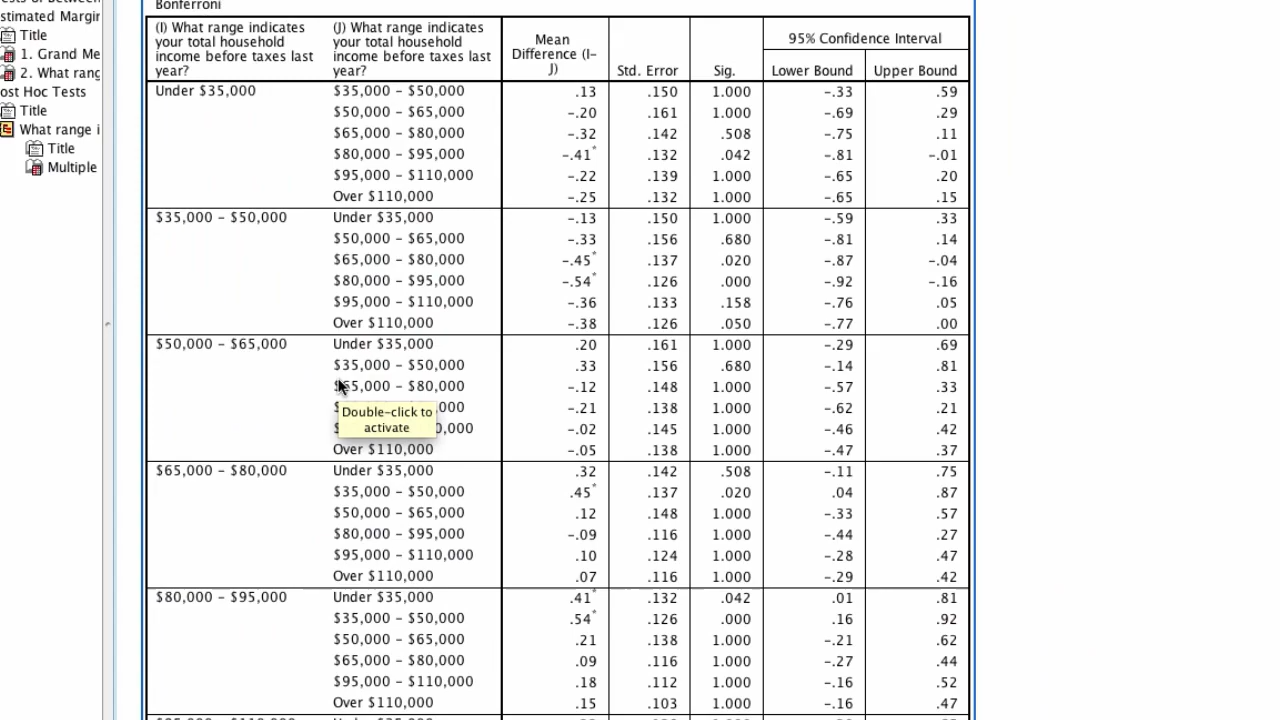 Bonferroni
stimated Margir
Title
1. Grand Me
2. What rang
ost Hoc Tests
Title
What range i
Title
Multiple
(I) What range indicates your total household income before taxes last year? (J) What range indicates your total household income before taxes last year? Mean Difference (I-J) Std. Error Sig. 95% Confidence Interval
Lower Bound Upper Bound
Under $35,000 $35,000 – $50,000 .13 .150 1.000 -.33 .59
$50,000 – $65,000 -.20 .161 1.000 -.69 .29
$65,000 – $80,000 -.32 .142 .508 -.75 .11
$80,000 – $95,000 -.41* .132 .042 -.81 -.01
$95,000 – $110,000 -.22 .139 1.000 -.65 .20
Over $110,000 -.25 .132 1.000 -.65 .15
$35,000 – $50,000 Under $35,000 -.13 .150 1.000 -.59 .33
$50,000 – $65,000 -.33 .156 .680 -.81 .14
$65,000 – $80,000 -.45* .137 .020 -.87 -.04
$80,000 – $95,000 -.54* .126 .000 -.92 -.16
$95,000 – $110,000 -.36 .133 .158 -.76 .05
Over $110,000 -.38 .126 .050 -.77 .00
$50,000 – $65,000 Under $35,000 .20 .161 1.000 -.29 .69
$35,000 – $50,000 .33 .156 .680 -.14 .81
$65,000 – $80,000 -.12 .148 1.000 -.57 .33
,000 -.21 .138 1.000 -.62 .21
0,000 -.02 .145 1.000 -.46 .42
Double-click to
activate
Over $110,000 -.05 .138 1.000 -.47 .37
$65,000 – $80,000 Under $35,000 .32 .142 .508 -.11 .75
$35,000 – $50,000 .45* .137 .020 .04 .87
$50,000 – $65,000 .12 .148 1.000 -.33 .57
$80,000 – $95,000 -.09 .116 1.000 -.44 .27
$95,000 – $110,000 .10 .124 1.000 -.28 .47
Over $110,000 .07 .116 1.000 -.29 .42
$80,000 – $95,000 Under $35,000 .41* .132 .042 .01 .81
$35,000 – $50,000 .54* .126 .000 .16 .92
$50,000 – $65,000 .21 .138 1.000 -.21 .62
$65,000 – $80,000 .09 .116 1.000 -.27 .44
$95,000 – $110,000 .18 .112 1.000 -.16 .52
Over $110,000 .15 .103 1.000 -.16 .47